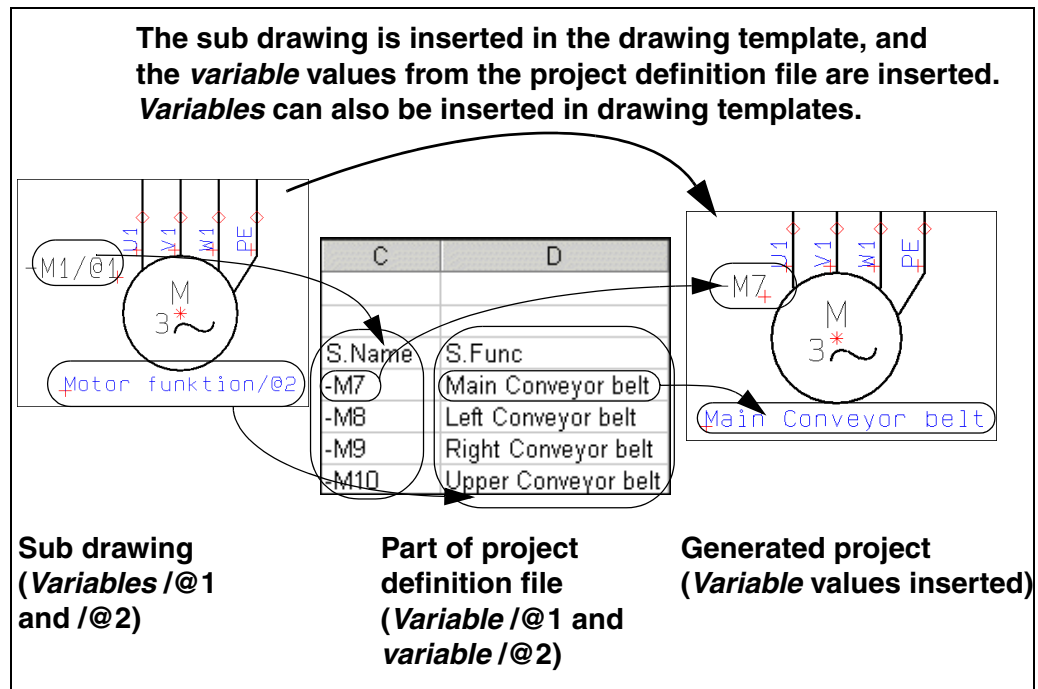 The sub drawing is inserted in the drawing template, and
the variable values from the project definition file are inserted.
Variables can also be inserted in drawing templates.
U1 V1 W1 PE
-M1/@1
M
3
Motor funktion/@2
C D
S.Name S.Func
-M7 Main Conveyor belt
-M8 Left Conveyor belt
-M9 Right Conveyor belt
-M10 Upper Conveyor belt
U1 V1 W1 PE
-M7
M
3
Main Conveyor belt
Sub drawing
(Variables /@1
and /@2)
Part of project
definition file
(Variable /@1 and
variable /@2)
Generated project
(Variable values inserted)